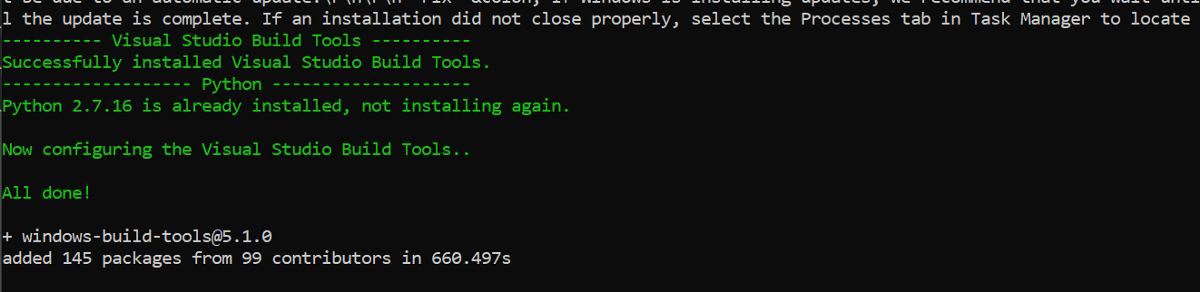 l the update is complete. If an installation did not close properly, select the Processes tab in Task Manager to locate
---------- Visual Studio Build Tools ----------
Successfully installed Visual Studio Build Tools.
------------------- Python --------------------
Python 2.7.16 is already installed, not installing again.
Now configuring the Visual Studio Build Tools..
All done!
+ windows-build-tools@5.1.0
added 145 packages from 99 contributors in 660.497s